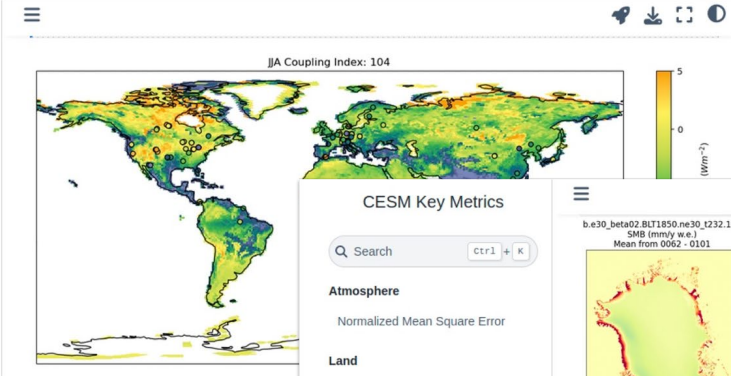 JJA Coupling Index: 104
5
0
(Wm⁻²)
CESM Key Metrics
Search Ctrl + K
Atmosphere
Normalized Mean Square Error
Land
b.e30_beta02.BLT1850.ne30_t232.1
SMB (mm/y w.e.)
Mean from 0062 - 0101